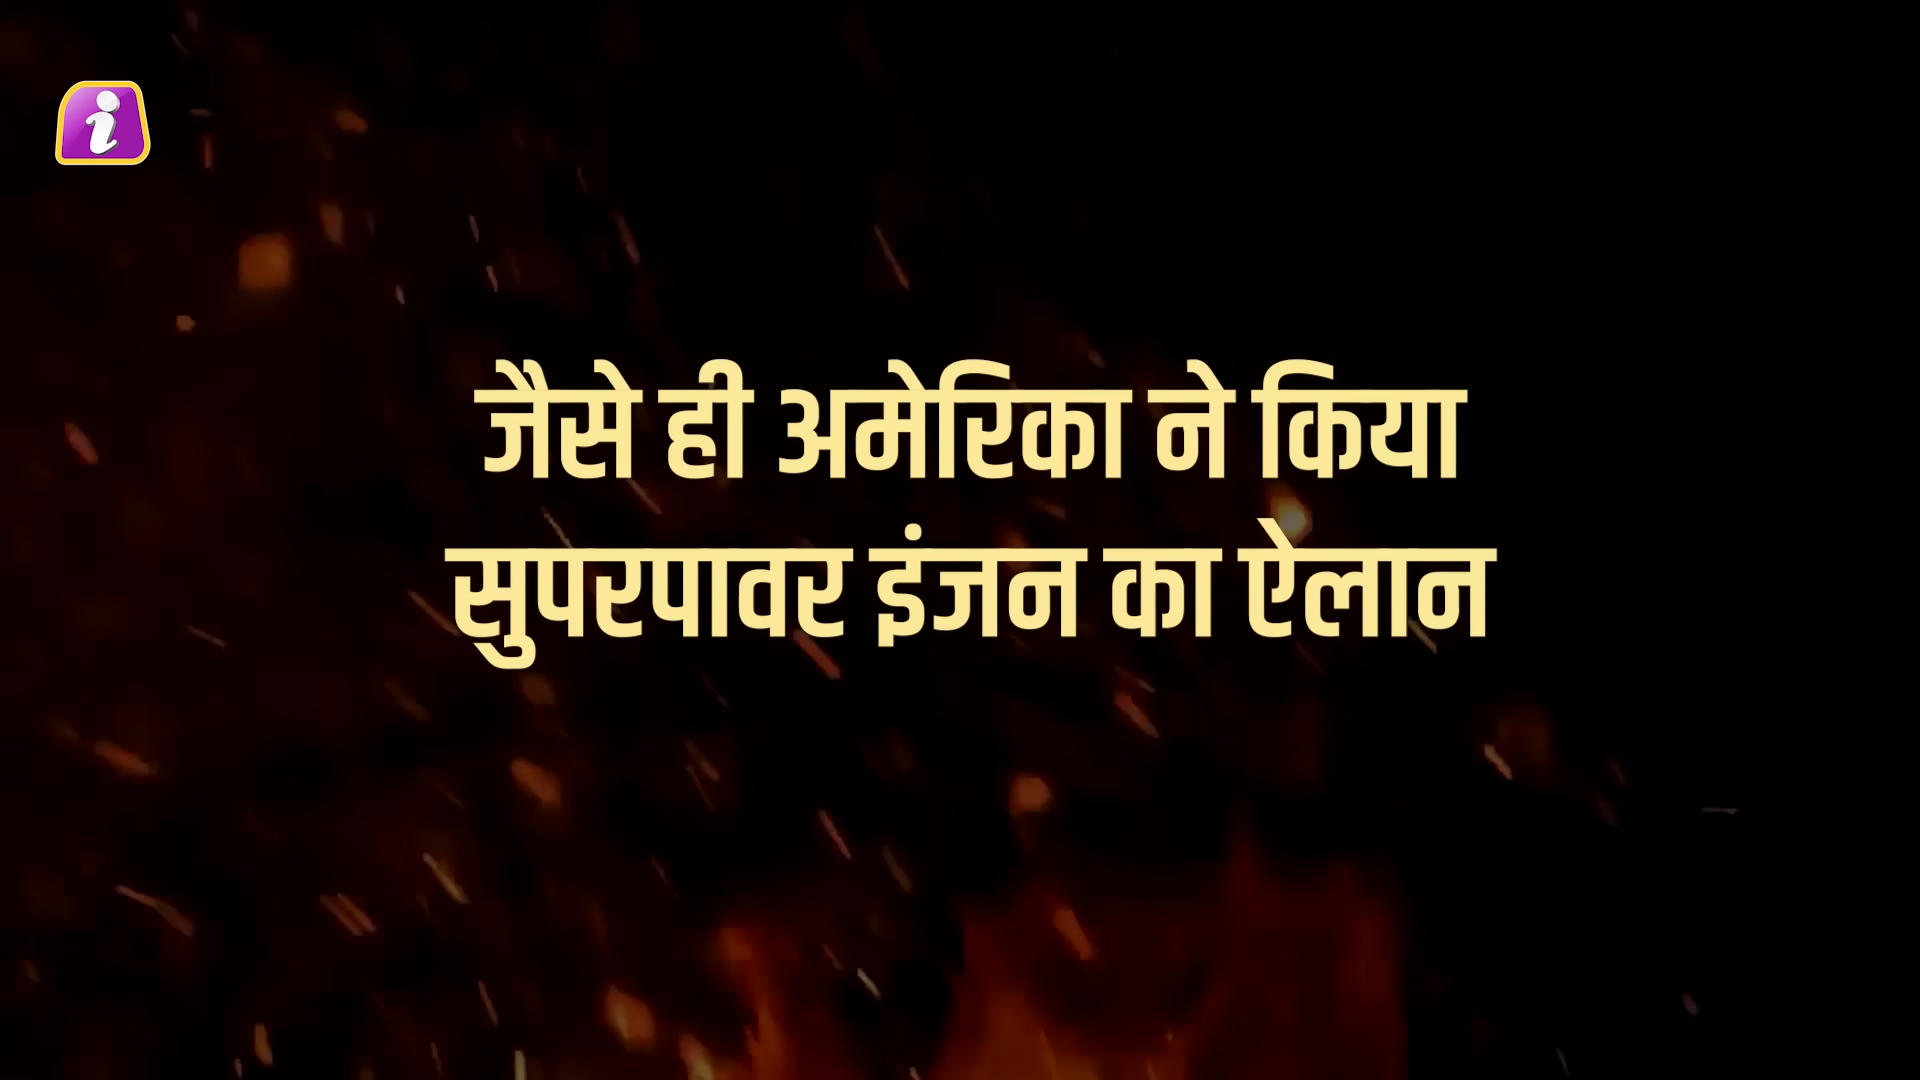 जैसे ही अमेरिका ने किया
सुपरपावर इंजन का ऐलान